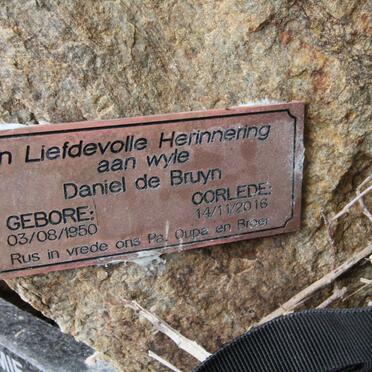 n Liefdevolle Herinnering
aan wyle
Daniel de Bruyn
GEBORE: OORLEDE:
03/08/1950 14/11/2016
Rus in vrede ons Pa, Oupa en Broer